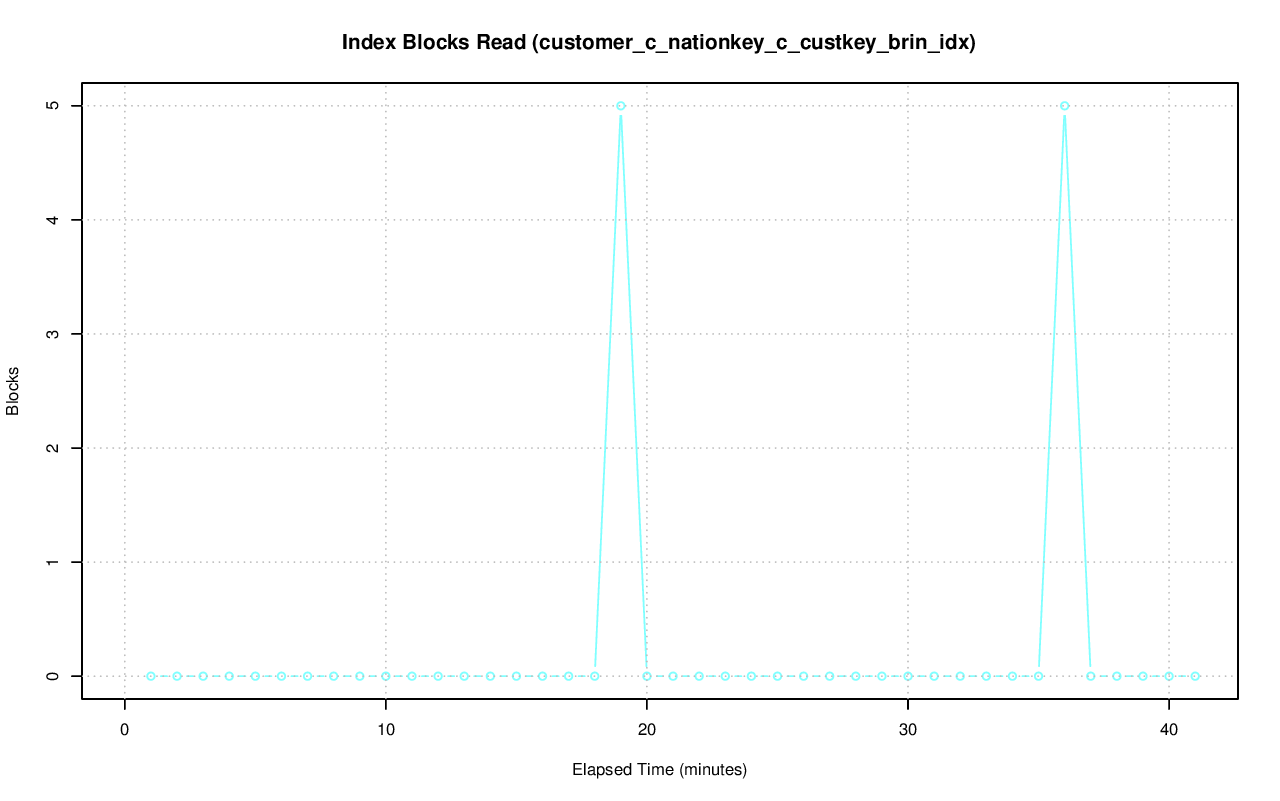 Index Blocks Read (customer_c_nationkey_c_custkey_brin_idx)
5
4
3
2
1
0
Blocks
0 10 20 30 40
Elapsed Time (minutes)